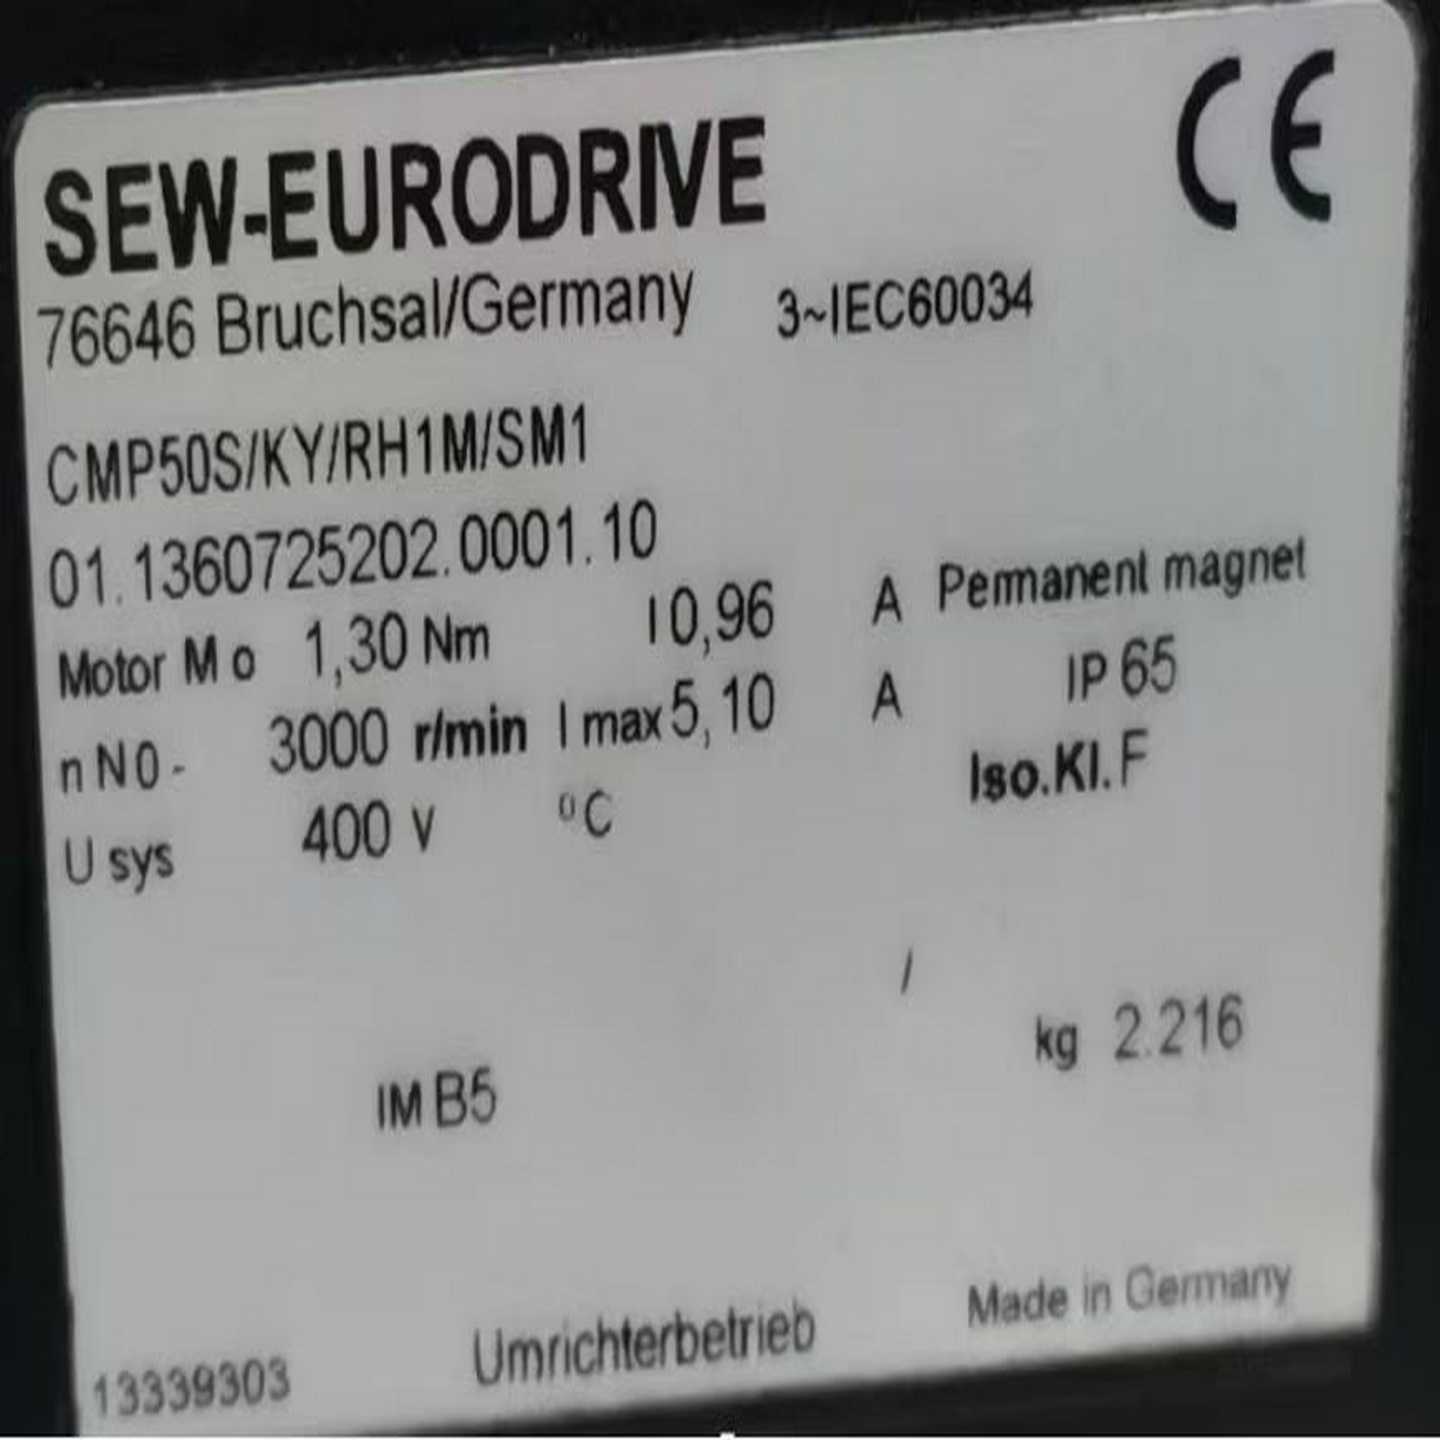 SEW-EURODRIVE CE
76646 Bruchsal/Germany 3~IEC60034
CMP50S/KY/RH1M/SM1
01.1360725202.0001.10
Motor Mo 1,30 Nm I 0,96 A Permanent magnet
n N0- 3000 r/min I max 5,10 A IP 65
U sys 400 V °C Iso.Kl. F
/
kg 2.216
IM B5
13339303 Umrichterbetrieb Made in Germany